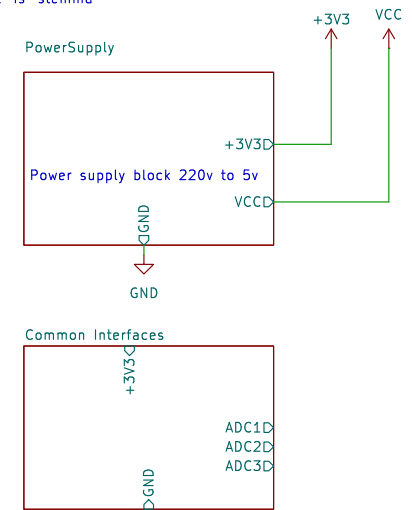 +3V3
VCC
PowerSupply
+3V3
Power supply block 220v to 5v
VCC
GND
GND
Common Interfaces
+3V3
ADC1
ADC2
ADC3
GND